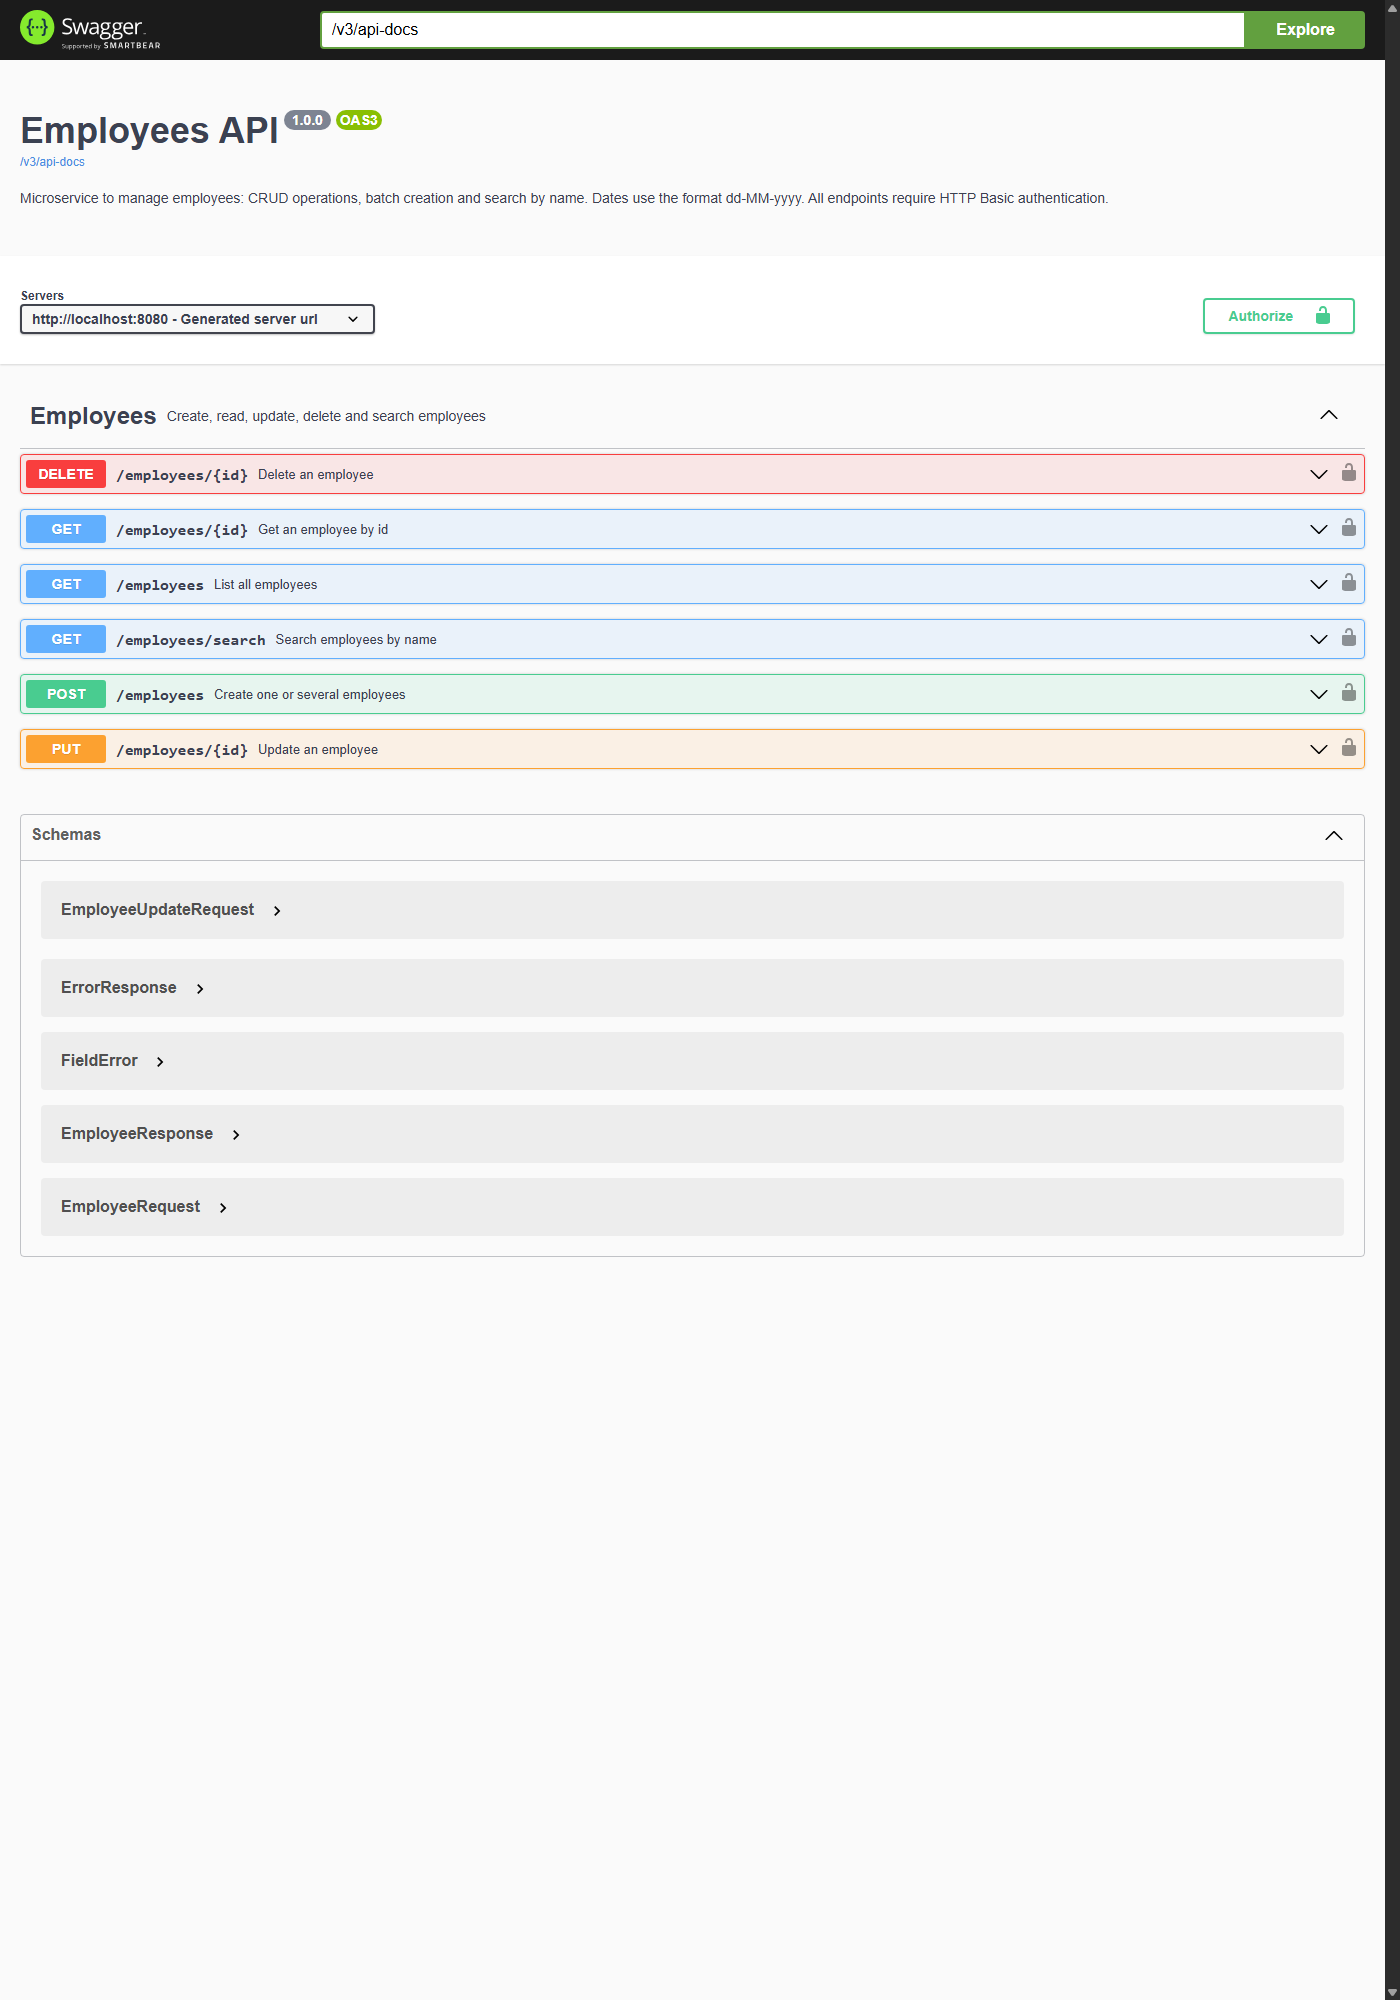 Swagger
Supported by SMARTBEAR
/v3/api-docs
Explore
Employees API 1.0.0 OAS3
/v3/api-docs
Microservice to manage employees: CRUD operations, batch creation and search by name. Dates use the format dd-MM-yyyy. All endpoints require HTTP Basic authentication.
Servers
http://localhost:8080 - Generated server url
Authorize
Employees Create, read, update, delete and search employees
DELETE /employees/{id} Delete an employee
GET /employees/{id} Get an employee by id
GET /employees List all employees
GET /employees/search Search employees by name
POST /employees Create one or several employees
PUT /employees/{id} Update an employee
Schemas
EmployeeUpdateRequest
ErrorResponse
FieldError
EmployeeResponse
EmployeeRequest